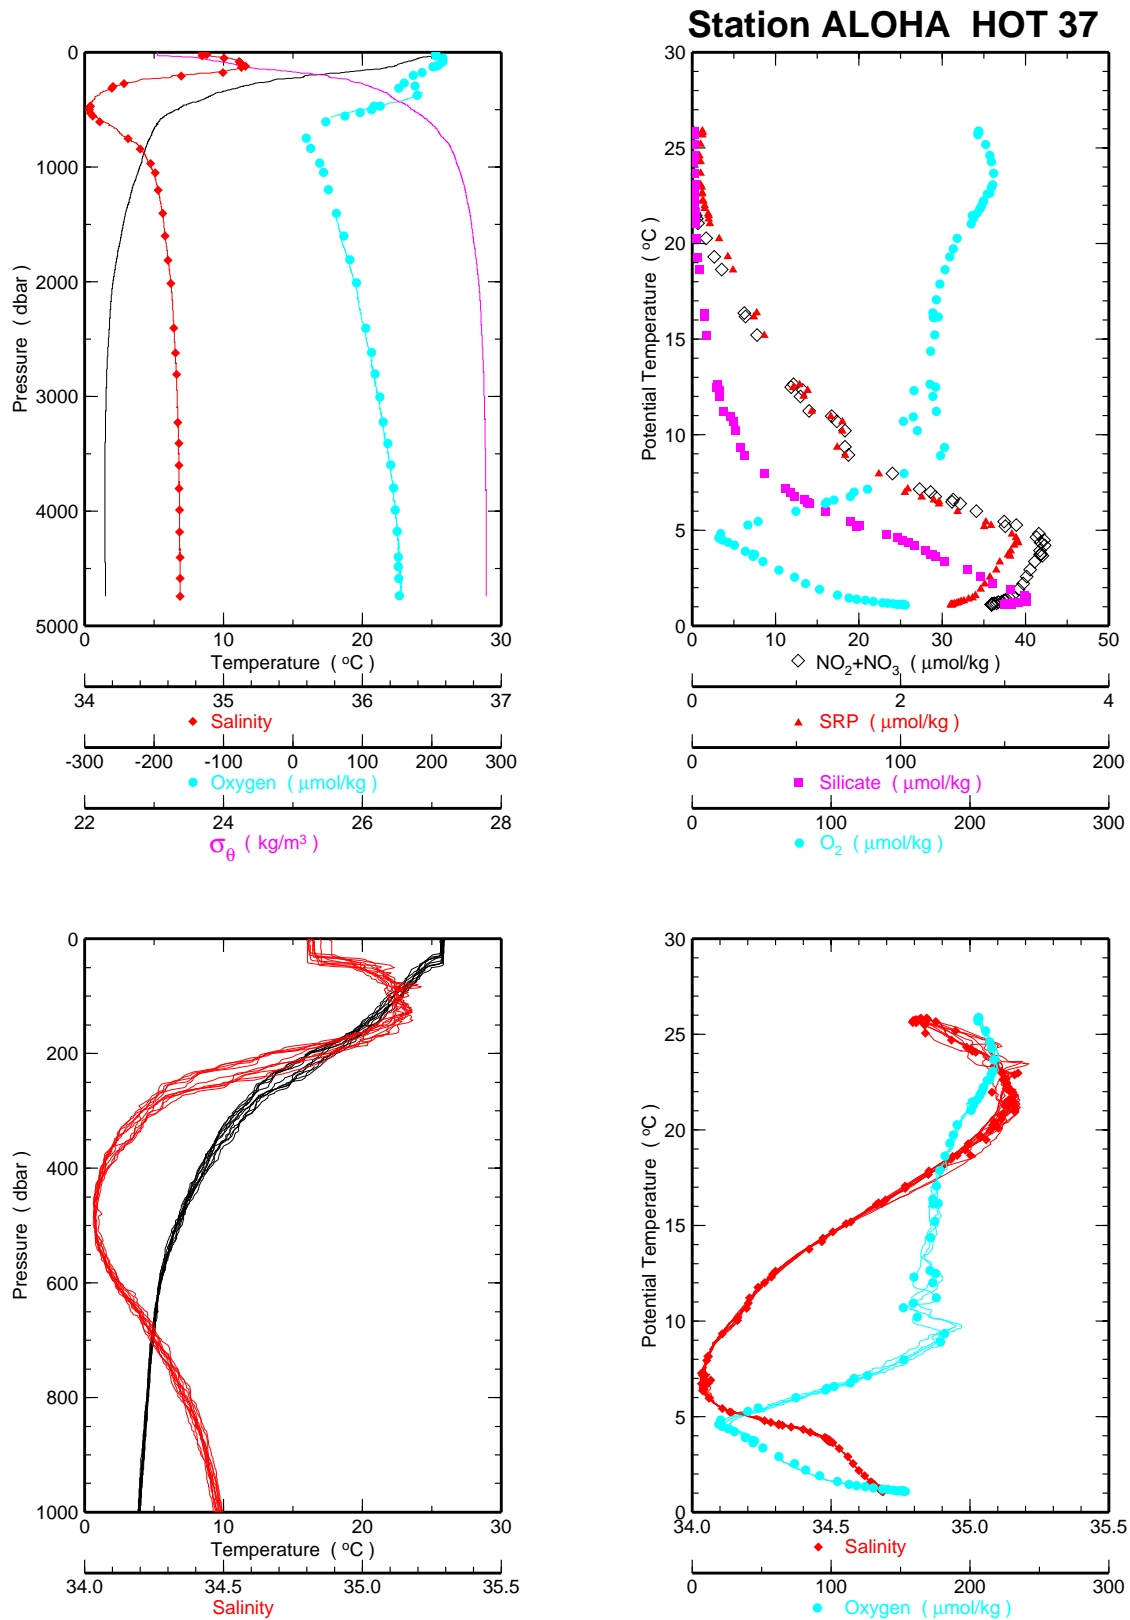 Station ALOHA HOT 37
0
1000
2000
3000
4000
5000
Pressure ( dbar )
0 10 20 30
Temperature ( °C )
34 35 36 37
Salinity
-300 -200 -100 0 100 200 300
Oxygen ( μmol/kg )
22 24 26 28
σθ ( kg/m³ )
30
25
20
15
10
5
0
Potential Temperature ( °C )
0 10 20 30 40 50
NO₂+NO₃ ( μmol/kg )
0 2 4
SRP ( μmol/kg )
0 100 200
Silicate ( μmol/kg )
0 100 200 300
O₂ ( μmol/kg )
0
200
400
600
800
1000
Pressure ( dbar )
0 10 20 30
Temperature ( °C )
34.0 34.5 35.0 35.5
Salinity
30
25
20
15
10
5
0
Potential Temperature ( °C )
34.0 34.5 35.0 35.5
Salinity
0 100 200 300
Oxygen ( μmol/kg )